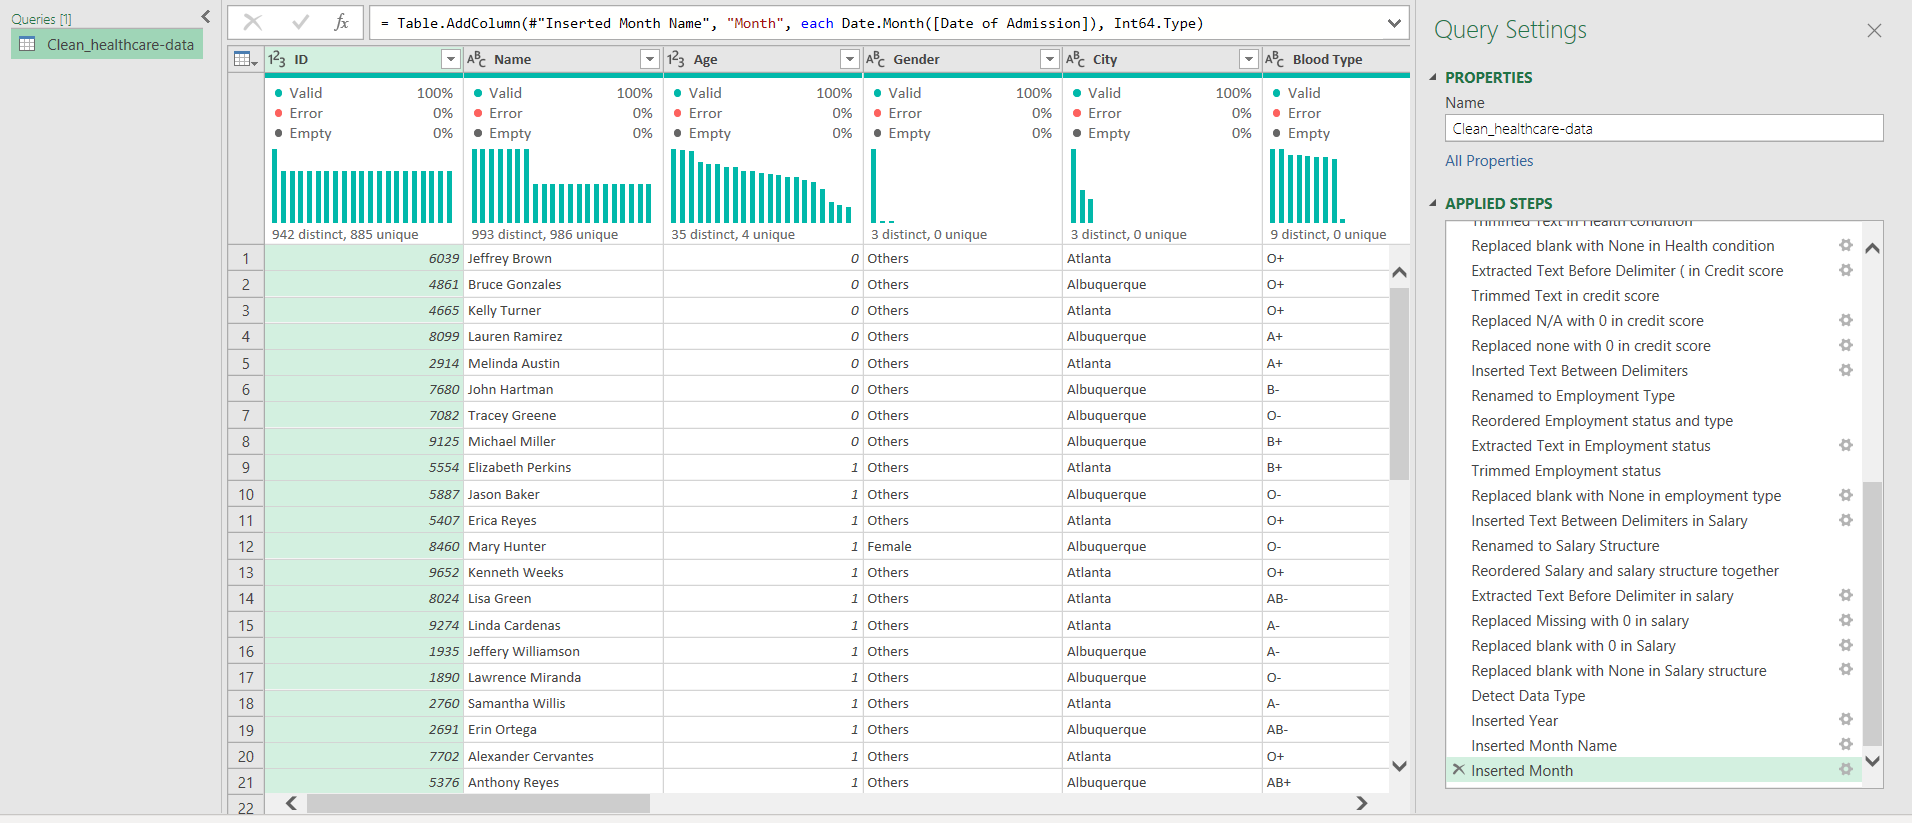 Queries [1]
Clean_healthcare-data
fx
= Table.AddColumn(#"Inserted Month Name", "Month", each Date.Month([Date of Admission]), Int64.Type)
123 ID ABC Name 123 Age ABC Gender ABC City ABC Blood Type
Valid 100% Valid 100% Valid 100% Valid 100% Valid 100% Valid
Error 0% Error 0% Error 0% Error 0% Error 0% Error
Empty 0% Empty 0% Empty 0% Empty 0% Empty 0% Empty
942 distinct, 885 unique 993 distinct, 986 unique 35 distinct, 4 unique 3 distinct, 0 unique 3 distinct, 0 unique 9 distinct, 0 unique
1 6039 Jeffrey Brown 0 Others Atlanta O+
2 4861 Bruce Gonzales 0 Others Albuquerque O+
3 4665 Kelly Turner 0 Others Atlanta O+
4 8099 Lauren Ramirez 0 Others Albuquerque A+
5 2914 Melinda Austin 0 Others Atlanta A+
6 7680 John Hartman 0 Others Albuquerque B-
7 7082 Tracey Greene 0 Others Albuquerque O-
8 9125 Michael Miller 0 Others Albuquerque B+
9 5554 Elizabeth Perkins 1 Others Atlanta B+
10 5887 Jason Baker 1 Others Albuquerque O-
11 5407 Erica Reyes 1 Others Atlanta O+
12 8460 Mary Hunter 1 Female Albuquerque O-
13 9652 Kenneth Weeks 1 Others Atlanta O+
14 8024 Lisa Green 1 Others Atlanta AB-
15 9274 Linda Cardenas 1 Others Atlanta A-
16 1935 Jeffery Williamson 1 Others Albuquerque A-
17 1890 Lawrence Miranda 1 Others Albuquerque O-
18 2760 Samantha Willis 1 Others Atlanta A-
19 2691 Erin Ortega 1 Others Albuquerque AB-
20 7702 Alexander Cervantes 1 Others Atlanta O+
21 5376 Anthony Reyes 1 Others Albuquerque AB+
22
Query Settings
PROPERTIES
Name
Clean_healthcare-data
All Properties
APPLIED STEPS
Trimmed Text in Health condition
Replaced blank with None in Health condition
Extracted Text Before Delimiter ( in Credit score
Trimmed Text in credit score
Replaced N/A with 0 in credit score
Replaced none with 0 in credit score
Inserted Text Between Delimiters
Renamed to Employment Type
Reordered Employment status and type
Extracted Text in Employment status
Trimmed Employment status
Replaced blank with None in employment type
Inserted Text Between Delimiters in Salary
Renamed to Salary Structure
Reordered Salary and salary structure together
Extracted Text Before Delimiter in salary
Replaced Missing with 0 in salary
Replaced blank with 0 in Salary
Replaced blank with None in Salary structure
Detect Data Type
Inserted Year
Inserted Month Name
Inserted Month